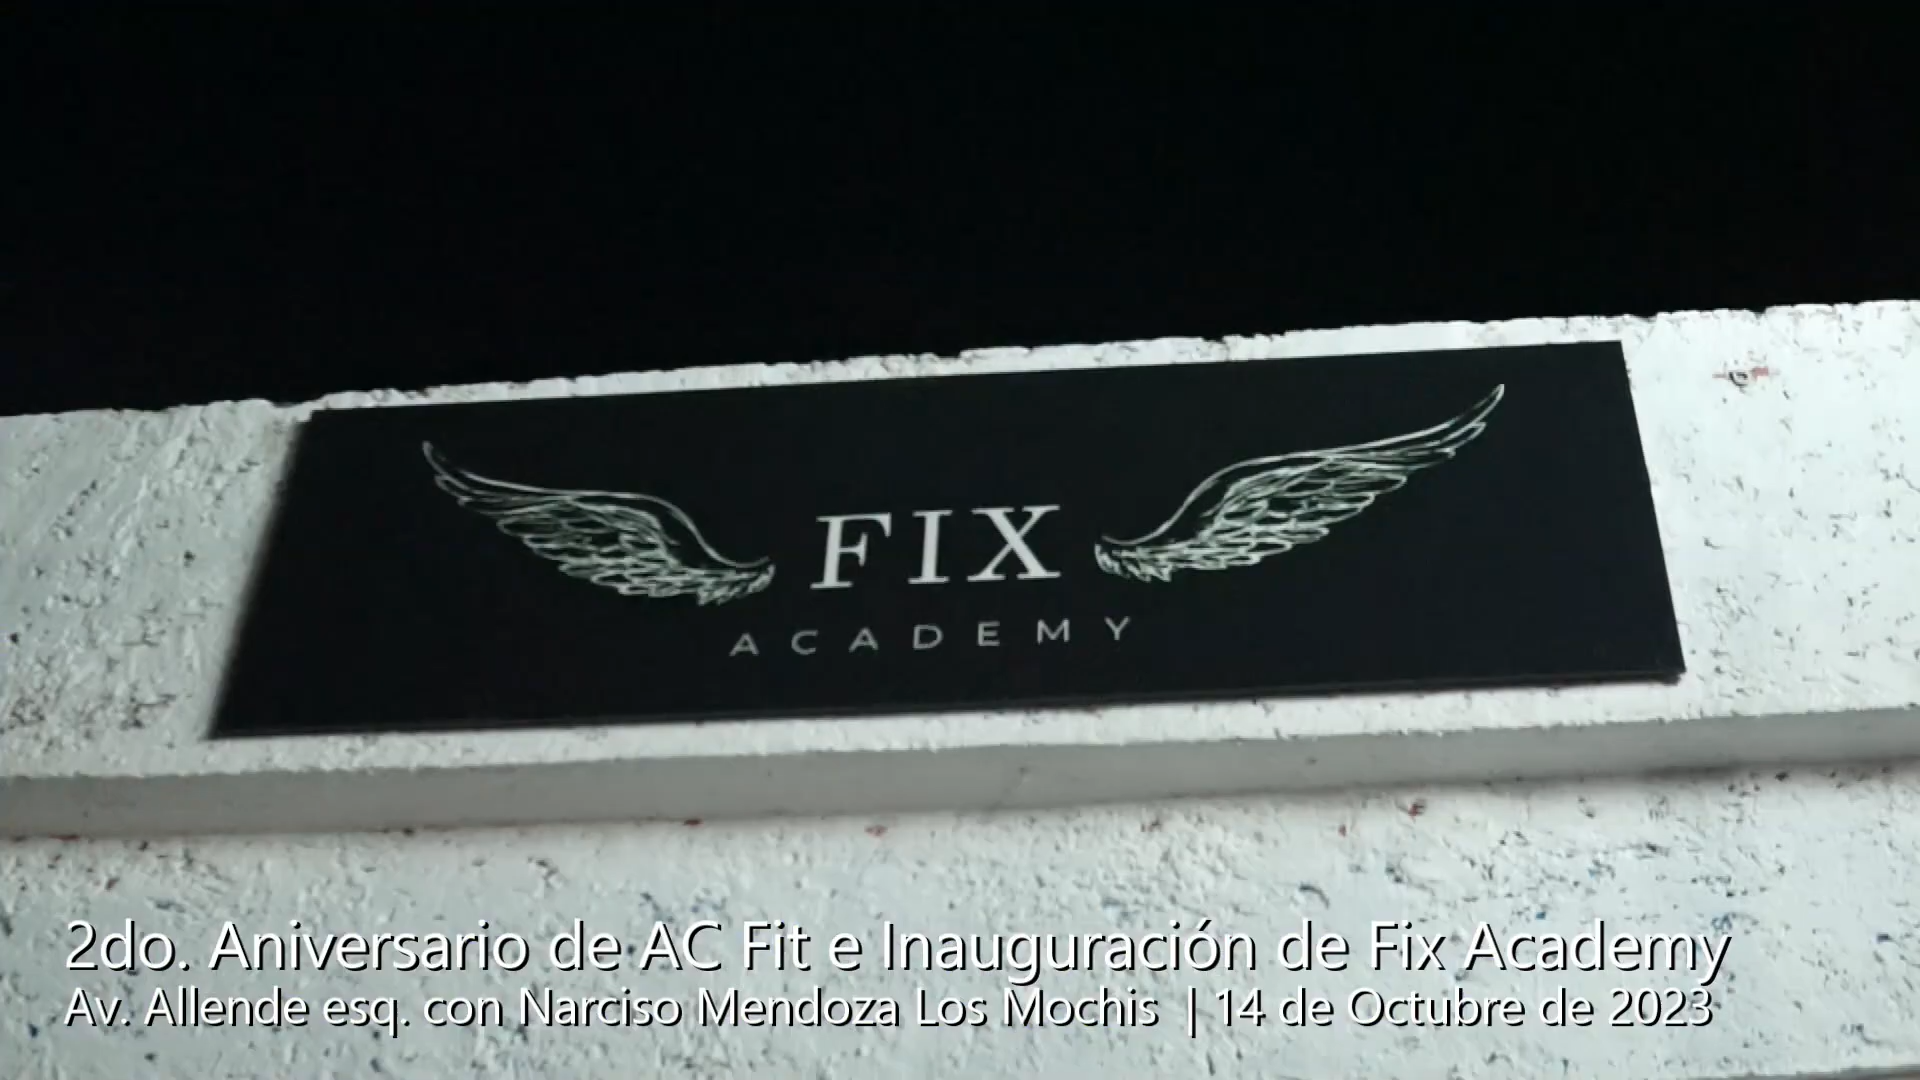 FIX
ACADEMY
2do. Aniversario de AC Fit e Inauguración de Fix Academy
Av. Allende esq. con Narciso Mendoza Los Mochis | 14 de Octubre de 2023